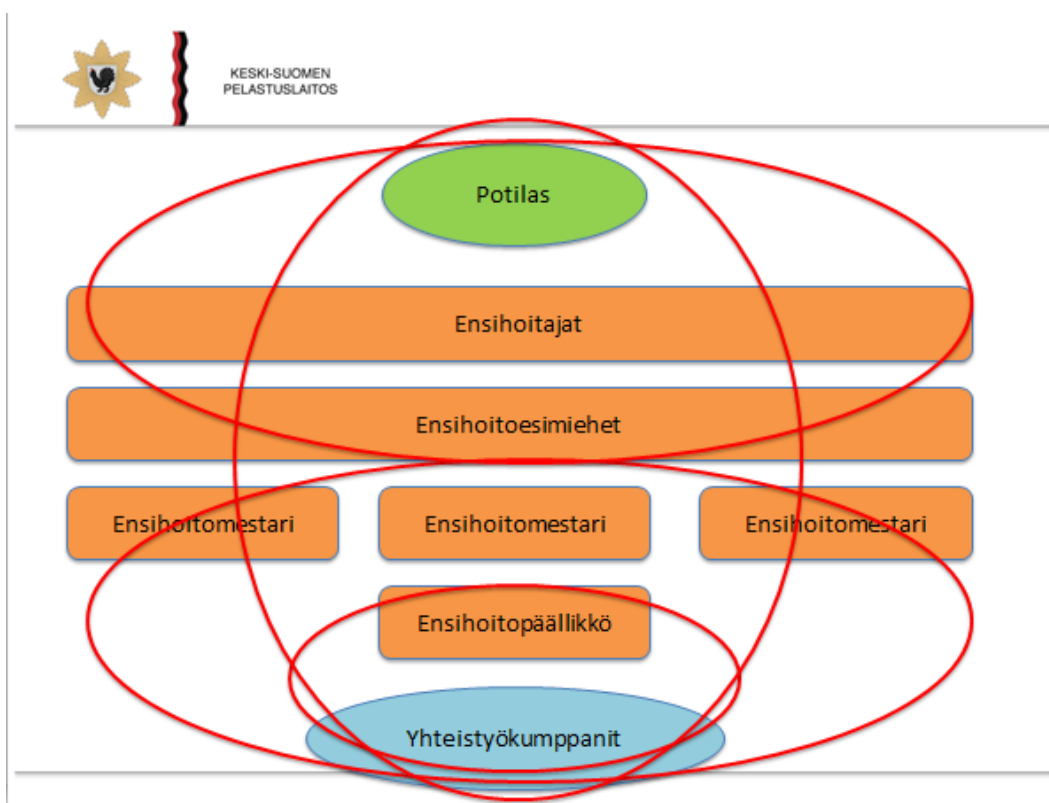 KESKI-SUOMEN
PELASTUSLAITOS
Potilas
Ensihoitajat
Ensihoitoesimiehet
Ensihoitomestari
Ensihoitomestari
Ensihoitomestari
Ensihoitopäällikkö
Yhteistyökumppanit